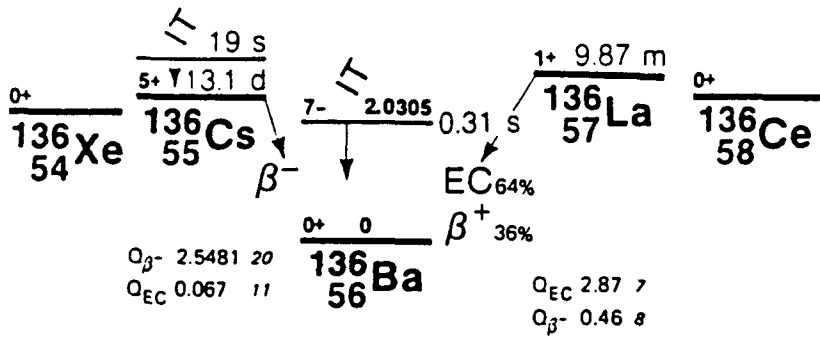 IT 19 s
5+ 13.1 d
0+
136 54 Xe
136 55 Cs
β−
IT
7− 2.0305 0.31 s
0+ 0
136 56 Ba
1+ 9.87 m
136 57 La
EC 64%
β+ 36%
0+
136 58 Ce
Qβ- 2.5481 20
QEC 0.067 11
QEC 2.87 7
Qβ- 0.46 8